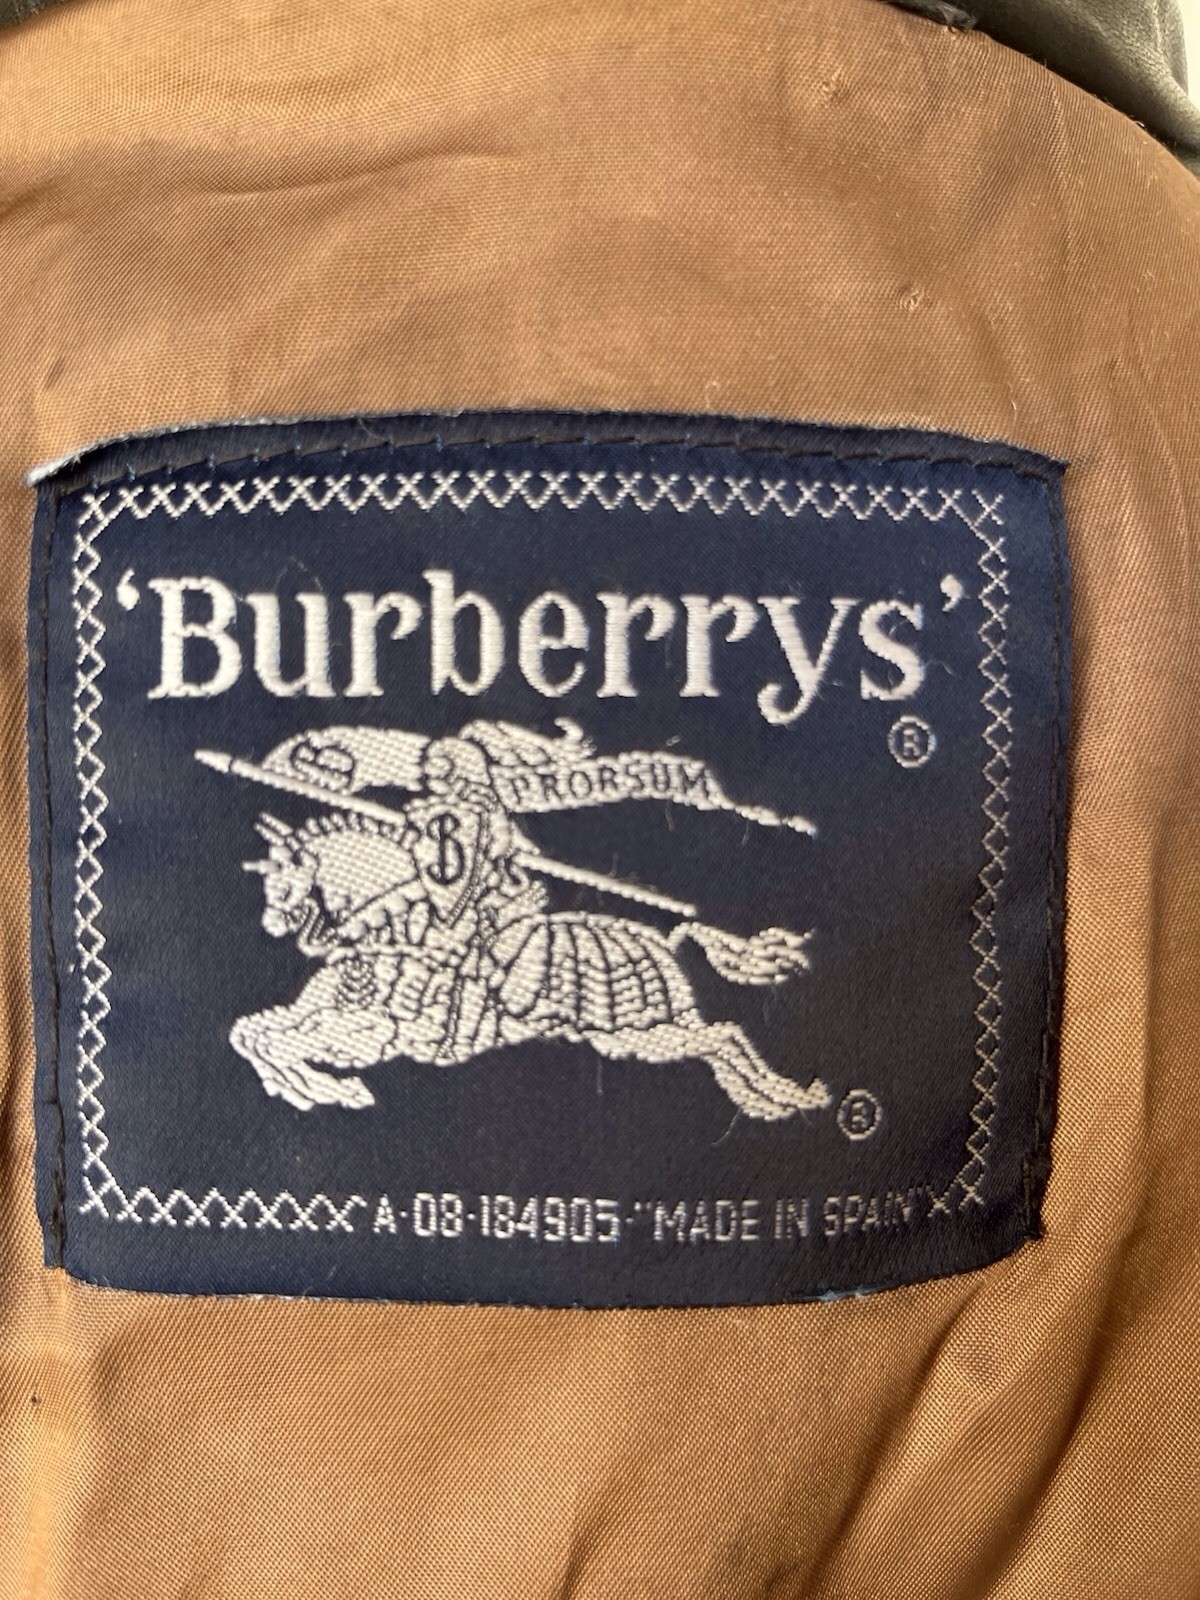 ‘Burberrys’
®
B
PRORSUM
B
®
A·08·184905·"MADE IN SPAIN"